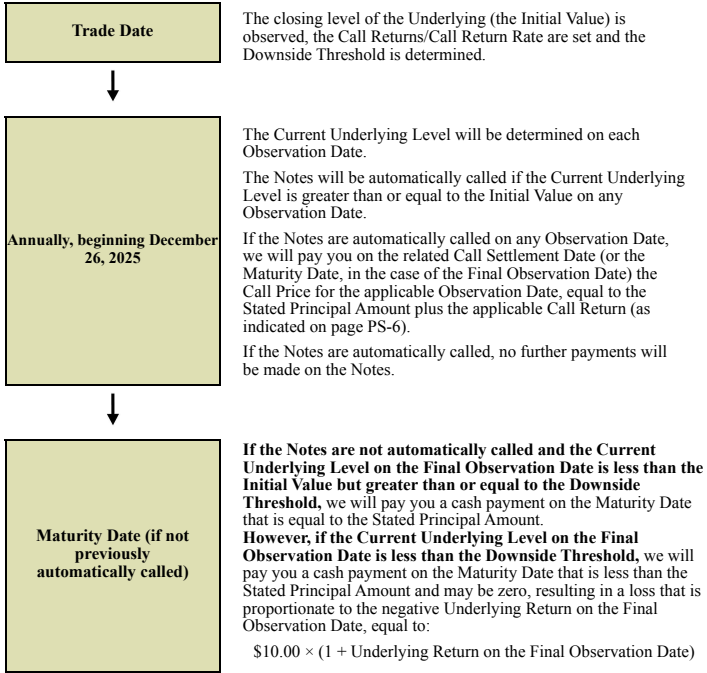 Trade Date
The closing level of the Underlying (the Initial Value) is
observed, the Call Returns/Call Return Rate are set and the
Downside Threshold is determined.
Annually, beginning December
26, 2025
The Current Underlying Level will be determined on each
Observation Date.
The Notes will be automatically called if the Current Underlying
Level is greater than or equal to the Initial Value on any
Observation Date.
If the Notes are automatically called on any Observation Date,
we will pay you on the related Call Settlement Date (or the
Maturity Date, in the case of the Final Observation Date) the
Call Price for the applicable Observation Date, equal to the
Stated Principal Amount plus the applicable Call Return (as
indicated on page PS-6).
If the Notes are automatically called, no further payments will
be made on the Notes.
Maturity Date (if not
previously
automatically called)
If the Notes are not automatically called and the Current
Underlying Level on the Final Observation Date is less than the
Initial Value but greater than or equal to the Downside
Threshold, we will pay you a cash payment on the Maturity Date
that is equal to the Stated Principal Amount.
However, if the Current Underlying Level on the Final
Observation Date is less than the Downside Threshold, we will
pay you a cash payment on the Maturity Date that is less than the
Stated Principal Amount and may be zero, resulting in a loss that is
proportionate to the negative Underlying Return on the Final
Observation Date, equal to:
$10.00 × (1 + Underlying Return on the Final Observation Date)